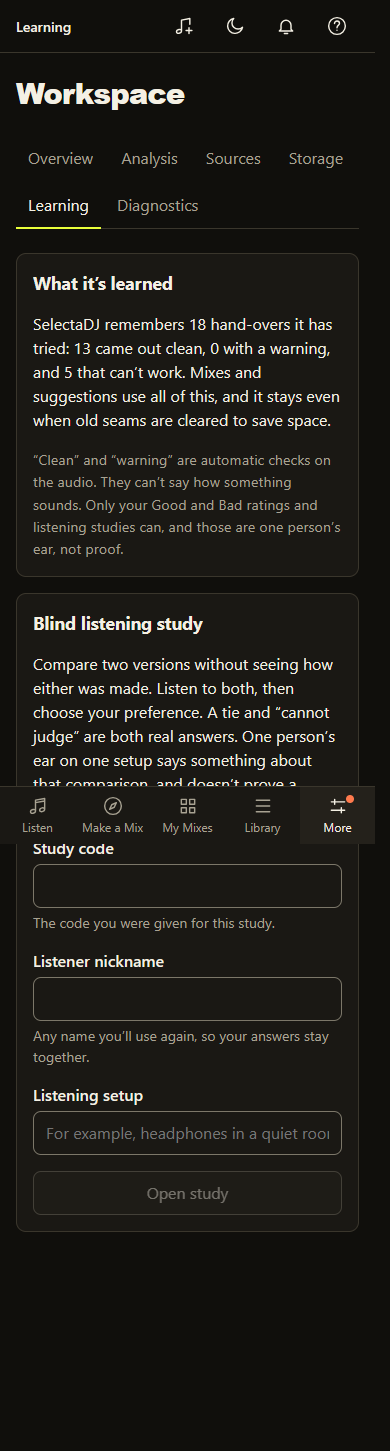 Learning
Workspace
Overview Analysis Sources Storage
Learning Diagnostics
What it’s learned
SelectaDJ remembers 18 hand-overs it has
tried: 13 came out clean, 0 with a warning,
and 5 that can’t work. Mixes and
suggestions use all of this, and it stays even
when old seams are cleared to save space.
“Clean” and “warning” are automatic checks on
the audio. They can’t say how something
sounds. Only your Good and Bad ratings and
listening studies can, and those are one person’s
ear, not proof.
Blind listening study
Compare two versions without seeing how
either was made. Listen to both, then
choose your preference. A tie and “cannot
judge” are both real answers. One person’s
ear on one setup says something about
that comparison, and doesn’t prove a
Listen Make a Mix My Mixes Library More
Study code
The code you were given for this study.
Listener nickname
Any name you’ll use again, so your answers stay
together.
Listening setup
For example, headphones in a quiet roo
Open study